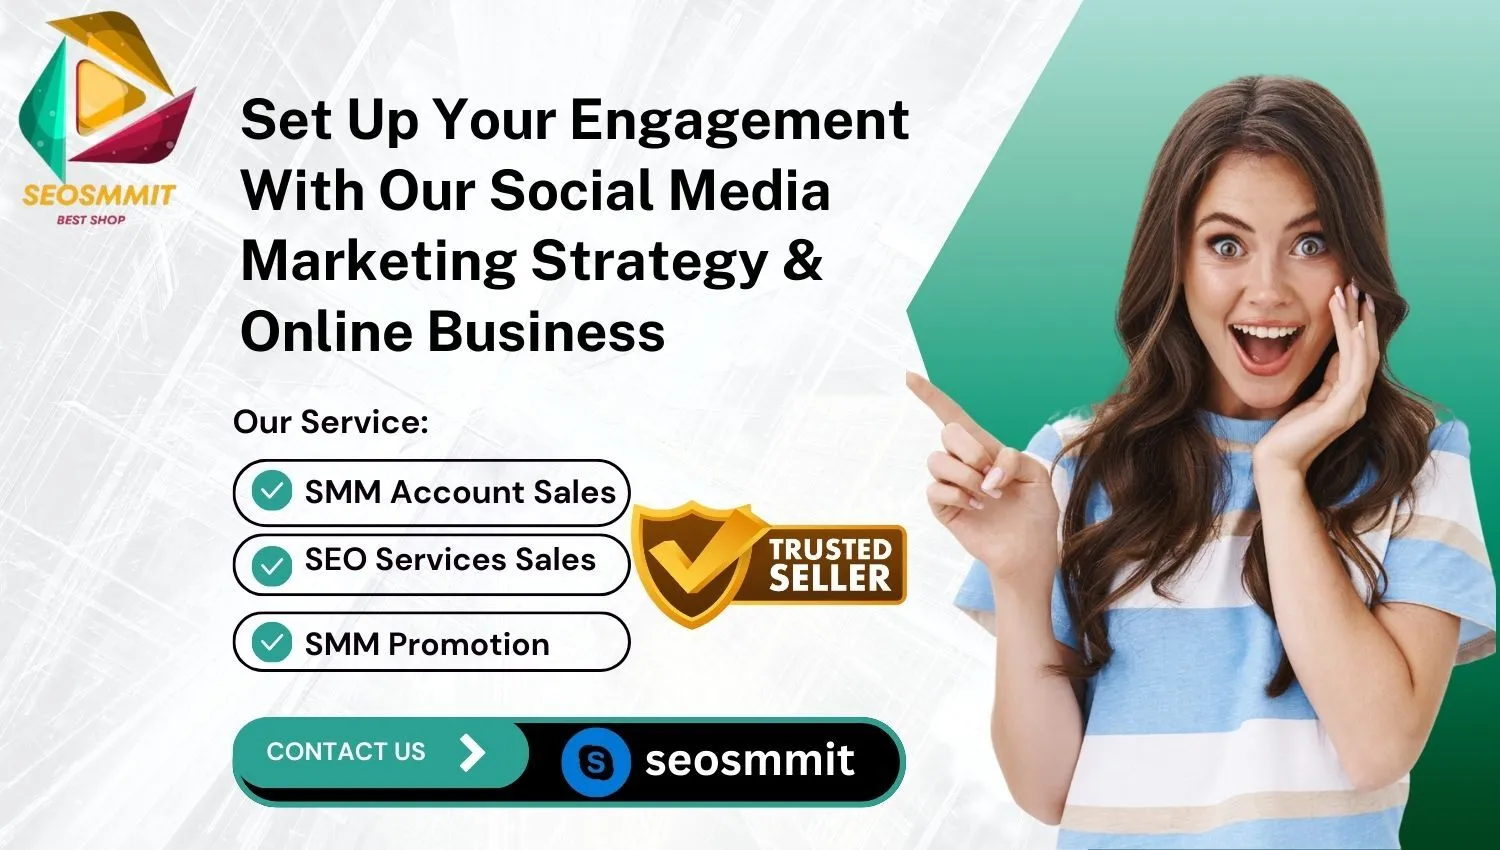 SEOSMMIT
BEST SHOP
Set Up Your Engagement
With Our Social Media
Marketing Strategy &
Online Business
Our Service:
SMM Account Sales
SEO Services Sales
SMM Promotion
TRUSTED
SELLER
CONTACT US
S
seosmmit